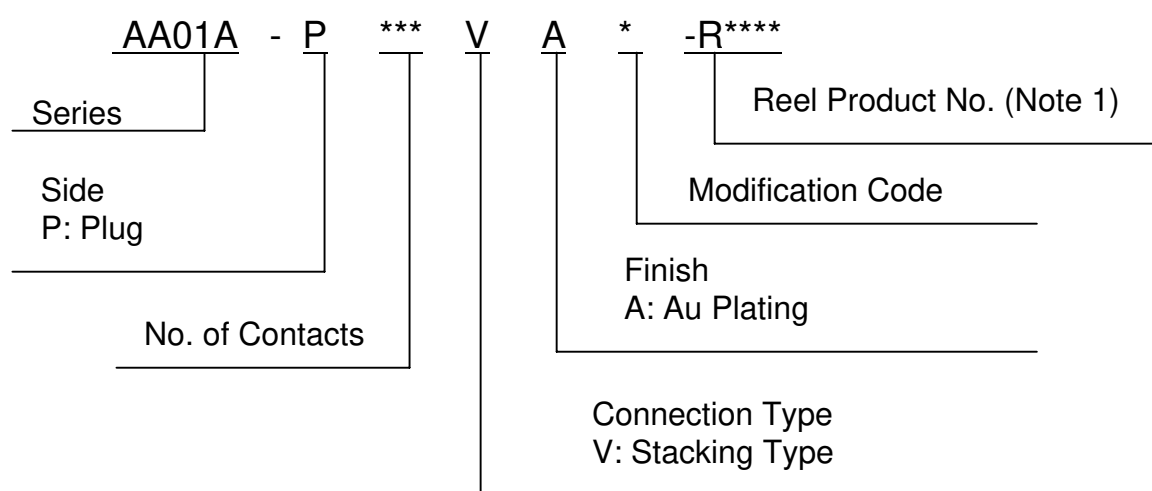 AA01A - P *** V A * -R****
Reel Product No. (Note 1)
Series
Side
P: Plug
Modification Code
Finish
A: Au Plating
No. of Contacts
Connection Type
V: Stacking Type